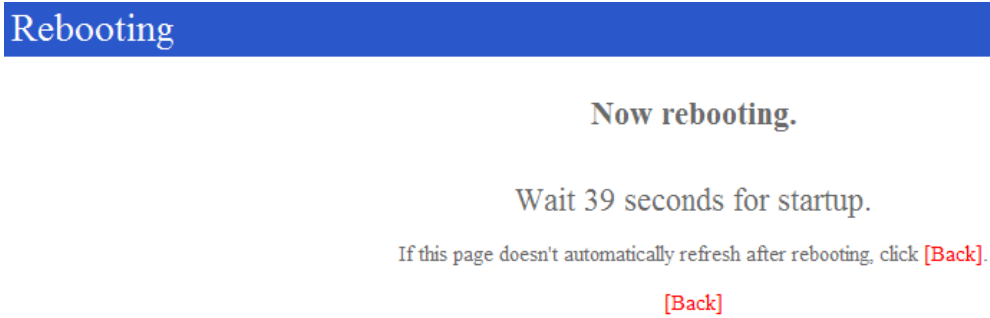 Rebooting
Now rebooting.
Wait 39 seconds for startup.
If this page doesn't automatically refresh after rebooting, click [Back].
[Back]